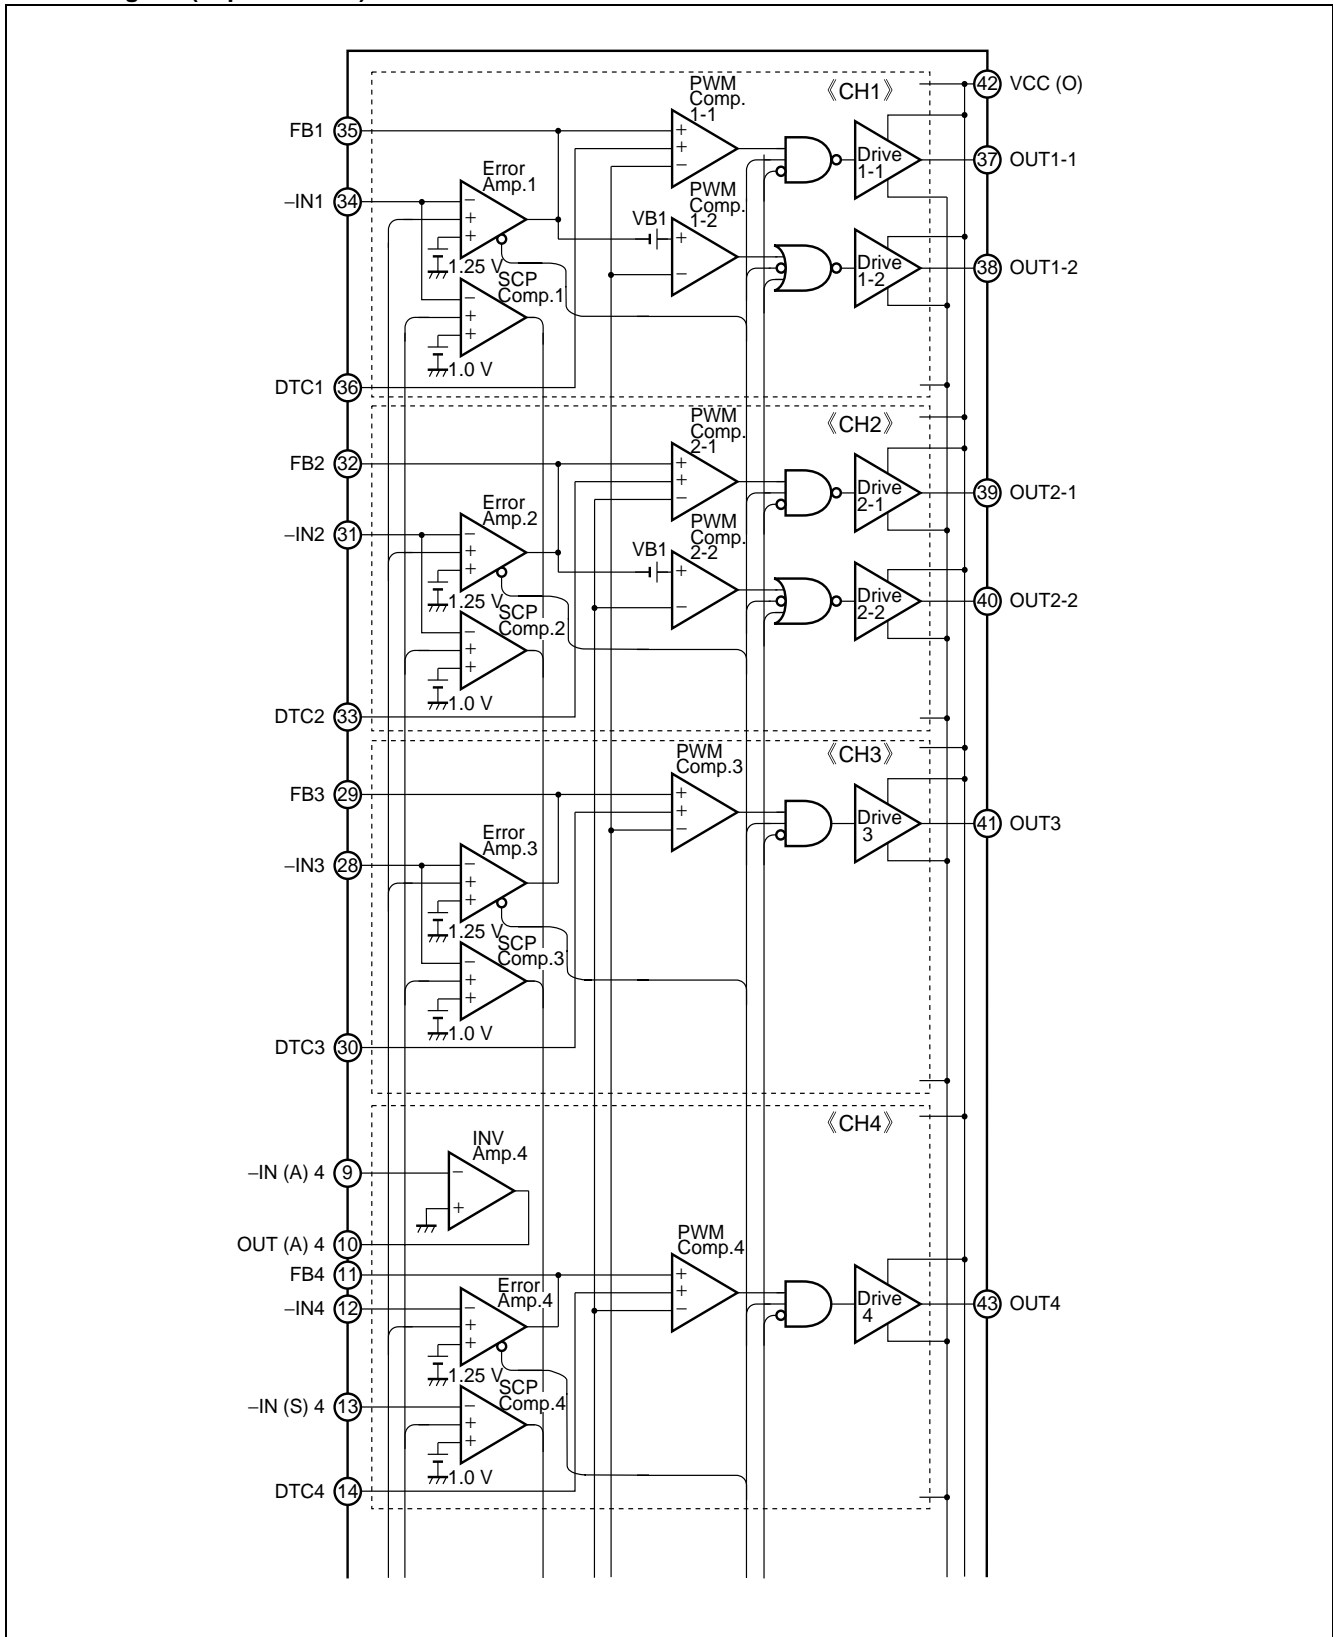 《CH1》
42 VCC (O)
PWM
Comp.
1-1
FB1 35
+
+
−
Drive
1-1
37 OUT1-1
Error
Amp.1
−IN1 34
−
+
+
1.25 V
PWM
Comp.
1-2
VB1
+
−
Drive
1-2
38 OUT1-2
SCP
Comp.1
−
+
+
1.0 V
DTC1 36
《CH2》
PWM
Comp.
2-1
FB2 32
+
+
−
Drive
2-1
39 OUT2-1
Error
Amp.2
−IN2 31
−
+
+
1.25 V
PWM
Comp.
2-2
VB1
+
−
Drive
2-2
40 OUT2-2
SCP
Comp.2
−
+
+
1.0 V
DTC2 33
《CH3》
PWM
Comp.3
FB3 29
+
+
−
Drive
3
41 OUT3
Error
Amp.3
−IN3 28
−
+
+
1.25 V
SCP
Comp.3
−
+
+
1.0 V
DTC3 30
《CH4》
INV
Amp.4
−IN (A) 4 9
−
+
OUT (A) 4 10
PWM
Comp.4
FB4 11
+
+
−
Drive
4
43 OUT4
Error
Amp.4
−IN4 12
−
+
+
1.25 V
SCP
Comp.4
−IN (S) 4 13
−
+
+
1.0 V
DTC4 14